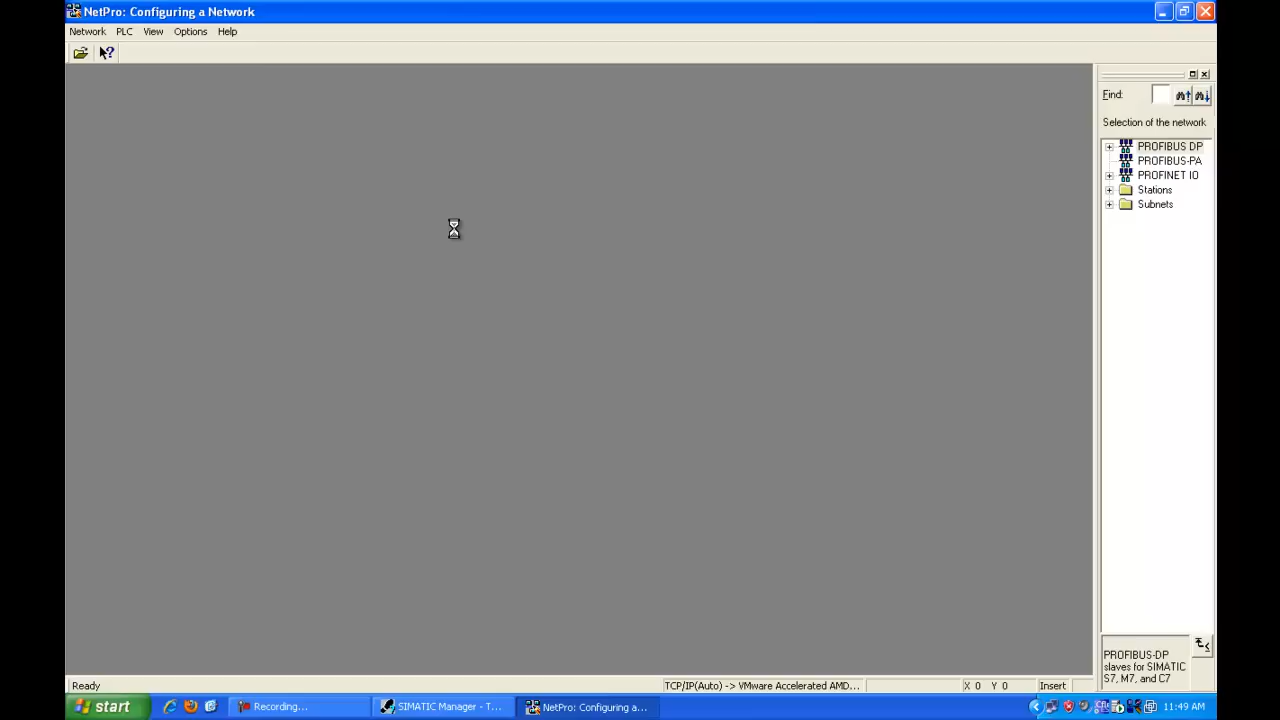 NetPro: Configuring a Network
Network PLC View Options Help
Find:
Selection of the network
PROFIBUS DP
PROFIBUS-PA
PROFINET IO
Stations
Subnets
PROFIBUS-DP
slaves for SIMATIC
S7, M7, and C7
Ready TCP/IP(Auto) -> VMware Accelerated AMD... X 0 Y 0 Insert
start Recording... SIMATIC Manager - T... NetPro: Configuring a... 11:49 AM